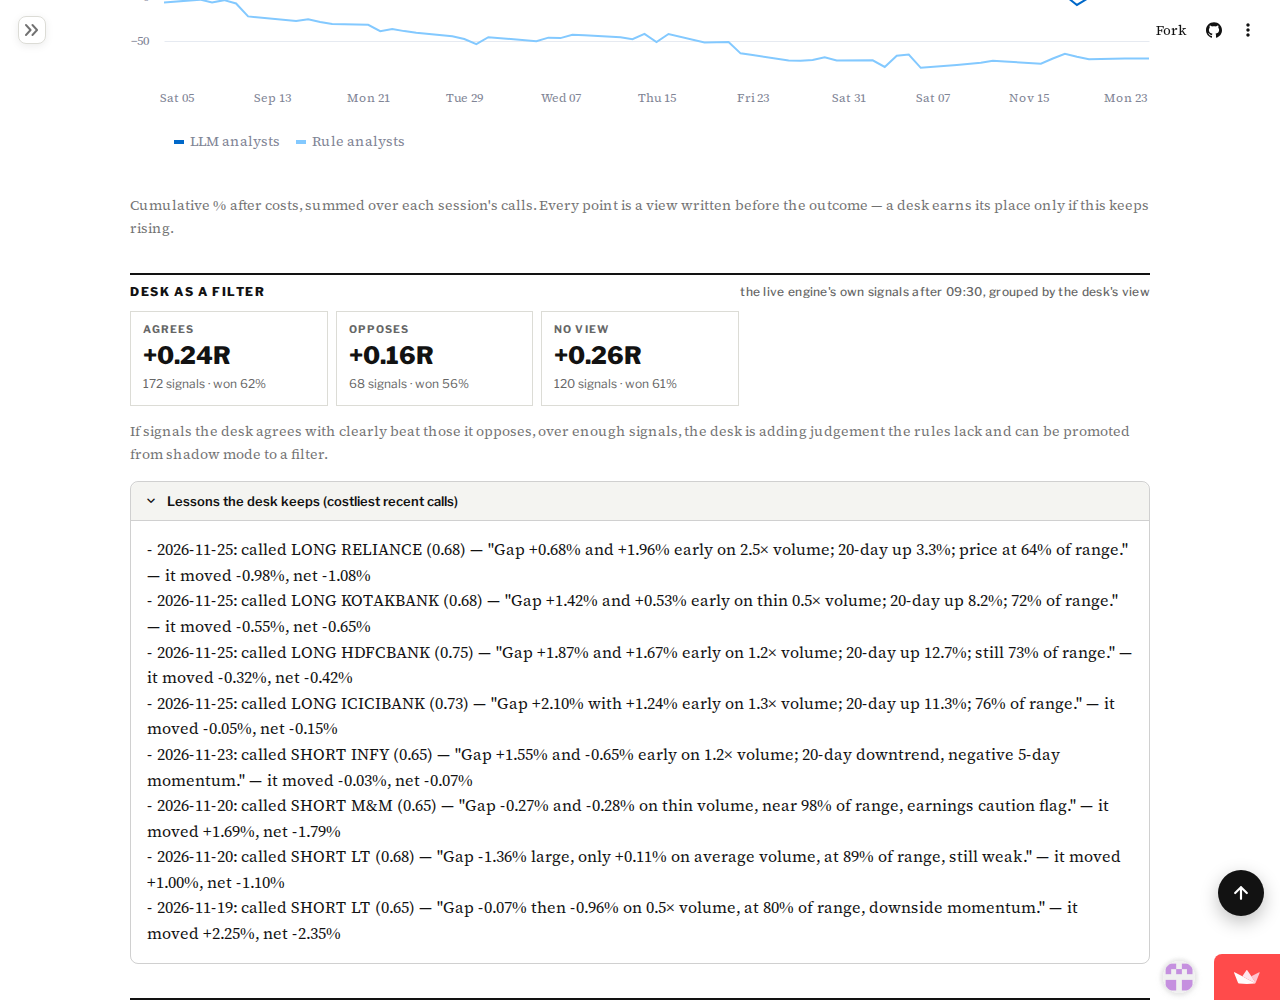 Fork
−50
Sat 05 Sep 13 Mon 21 Tue 29 Wed 07 Thu 15 Fri 23 Sat 31 Sat 07 Nov 15 Mon 23
LLM analysts Rule analysts
Cumulative % after costs, summed over each session's calls. Every point is a view written before the outcome — a desk earns its place only if this keeps
rising.
DESK AS A FILTER
the live engine's own signals after 09:30, grouped by the desk's view
AGREES
+0.24R
172 signals · won 62%
OPPOSES
+0.16R
68 signals · won 56%
NO VIEW
+0.26R
120 signals · won 61%
If signals the desk agrees with clearly beat those it opposes, over enough signals, the desk is adding judgement the rules lack and can be promoted
from shadow mode to a filter.
Lessons the desk keeps (costliest recent calls)
- 2026-11-25: called LONG RELIANCE (0.68) — "Gap +0.68% and +1.96% early on 2.5× volume; 20-day up 3.3%; price at 64% of range."
— it moved -0.98%, net -1.08%
- 2026-11-25: called LONG KOTAKBANK (0.68) — "Gap +1.42% and +0.53% early on thin 0.5× volume; 20-day up 8.2%; 72% of range."
— it moved -0.55%, net -0.65%
- 2026-11-25: called LONG HDFCBANK (0.75) — "Gap +1.87% and +1.67% early on 1.2× volume; 20-day up 12.7%; still 73% of range." —
it moved -0.32%, net -0.42%
- 2026-11-25: called LONG ICICIBANK (0.73) — "Gap +2.10% with +1.24% early on 1.3× volume; 20-day up 11.3%; 76% of range." — it
moved -0.05%, net -0.15%
- 2026-11-23: called SHORT INFY (0.65) — "Gap +1.55% and -0.65% early on 1.2× volume; 20-day downtrend, negative 5-day
momentum." — it moved -0.03%, net -0.07%
- 2026-11-20: called SHORT M&M (0.65) — "Gap -0.27% and -0.28% on thin volume, near 98% of range, earnings caution flag." — it
moved +1.69%, net -1.79%
- 2026-11-20: called SHORT LT (0.68) — "Gap -1.36% large, only +0.11% on average volume, at 89% of range, still weak." — it moved
+1.00%, net -1.10%
- 2026-11-19: called SHORT LT (0.65) — "Gap -0.07% then -0.96% on 0.5× volume, at 80% of range, downside momentum." — it
moved +2.25%, net -2.35%